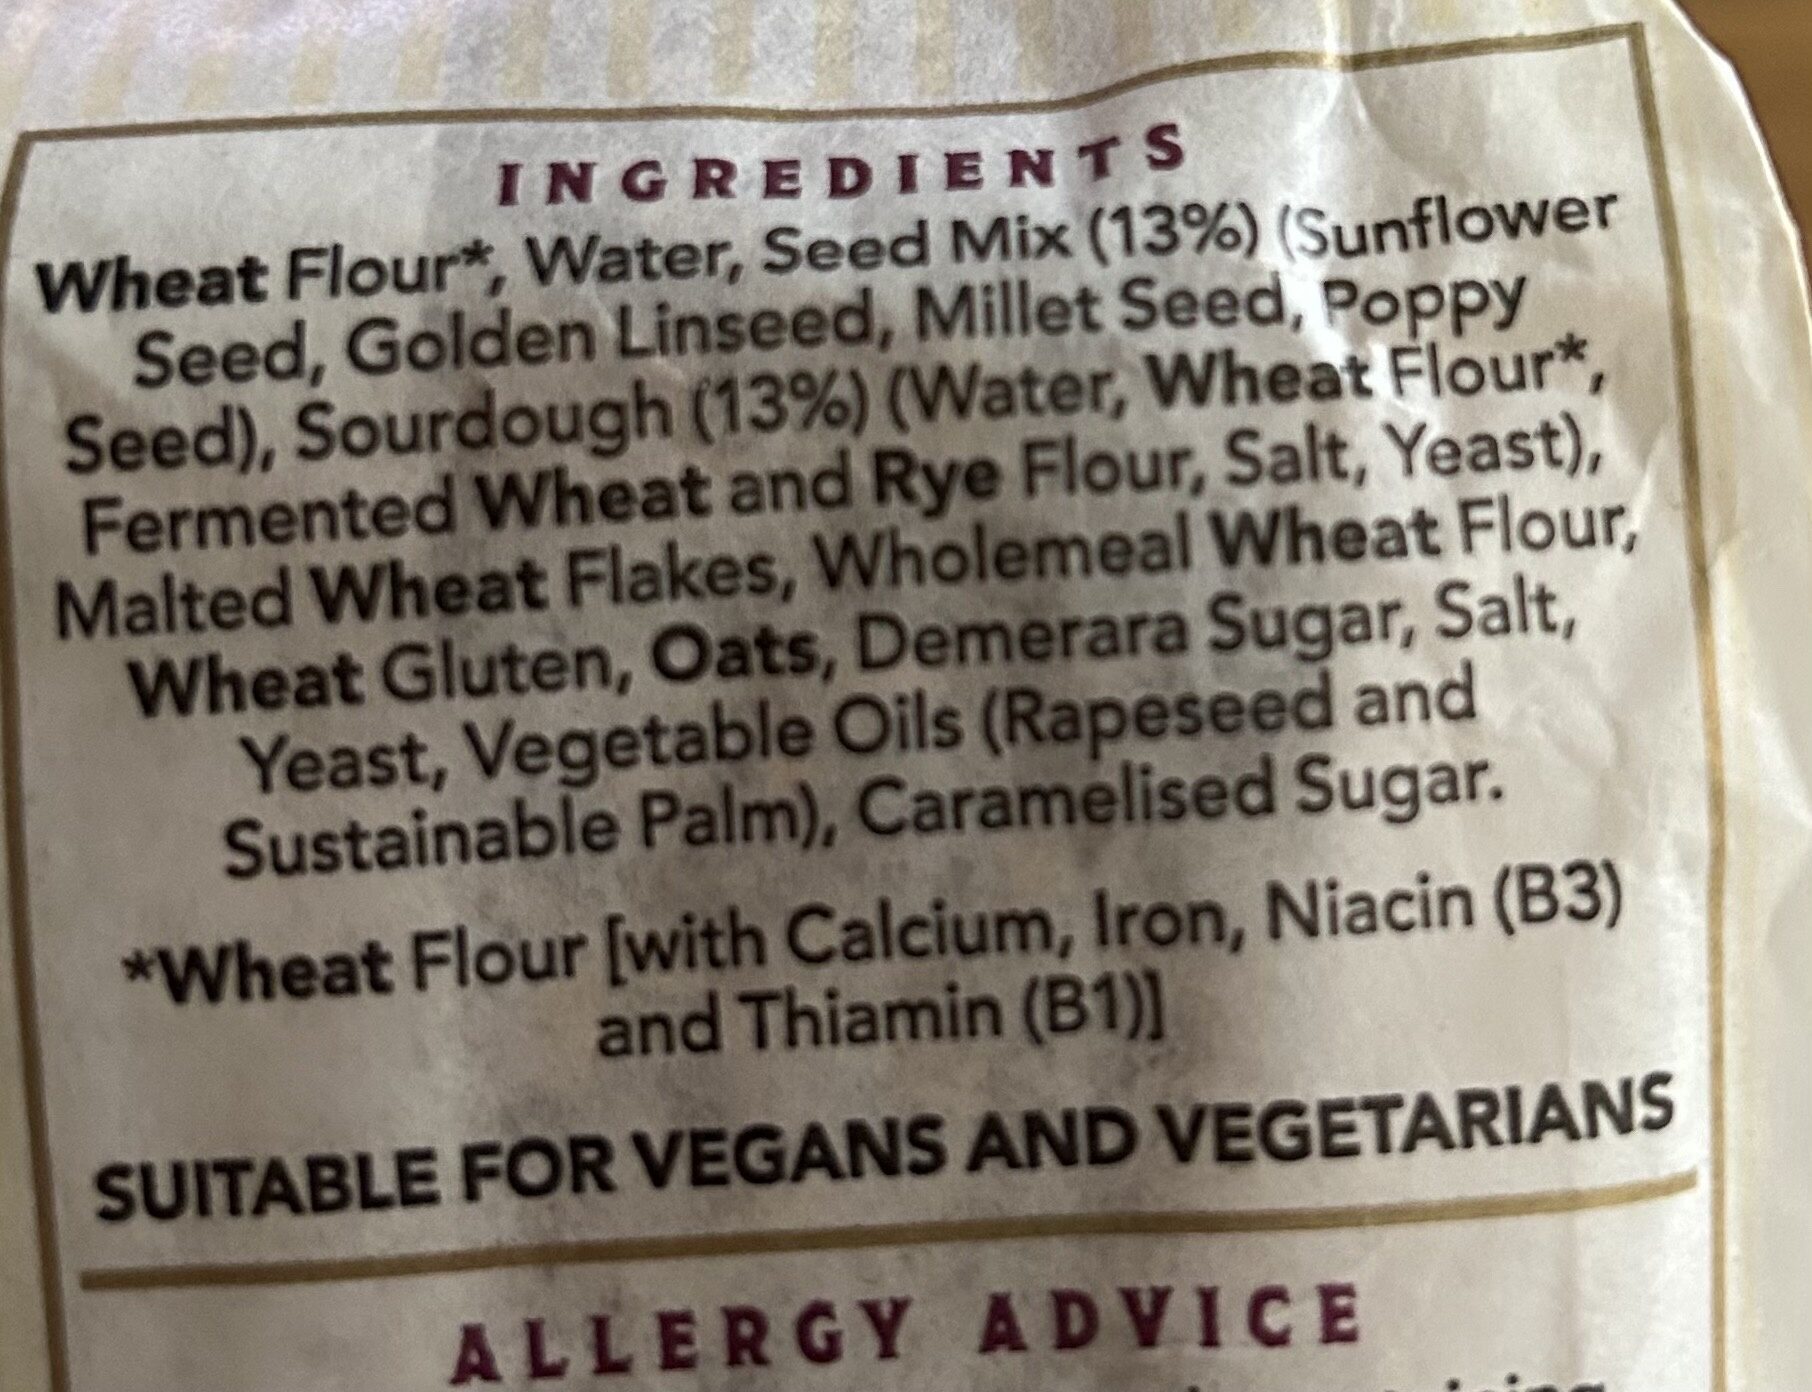 INGREDIENTS
Wheat Flour*, Water, Seed Mix (13%) (Sunflower
Seed, Golden Linseed, Millet Seed, Poppy
Seed), Sourdough (13%) (Water, Wheat Flour*,
Fermented Wheat and Rye Flour, Salt, Yeast),
Malted Wheat Flakes, Wholemeal Wheat Flour,
Wheat Gluten, Oats, Demerara Sugar, Salt,
Yeast, Vegetable Oils (Rapeseed and
Sustainable Palm), Caramelised Sugar.
*Wheat Flour [with Calcium, Iron, Niacin (B3)
and Thiamin (B1)]
SUITABLE FOR VEGANS AND VEGETARIANS
ALLERGY ADVICE